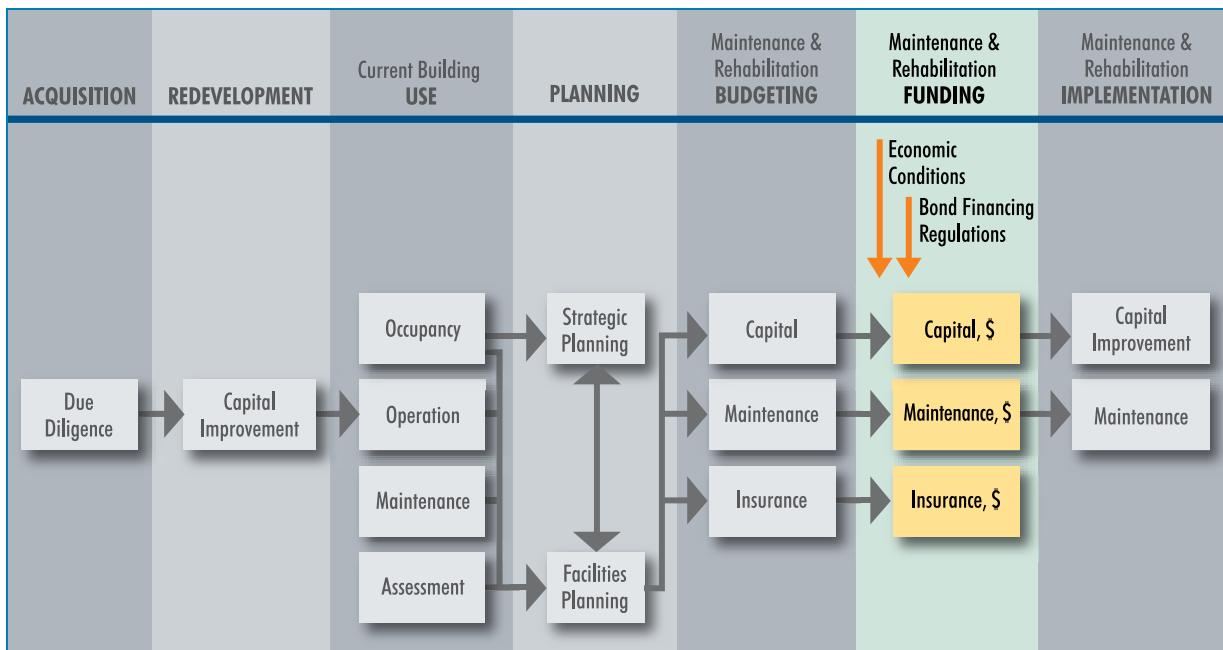 ACQUISITION
REDEVELOPMENT
Current Building
USE
PLANNING
Maintenance &
Rehabilitation
BUDGETING
Maintenance &
Rehabilitation
FUNDING
Maintenance &
Rehabilitation
IMPLEMENTATION
Economic
Conditions
Bond Financing
Regulations
Due
Diligence
Capital
Improvement
Occupancy
Operation
Maintenance
Assessment
Strategic
Planning
Facilities
Planning
Capital
Maintenance
Insurance
Capital, $
Maintenance, $
Insurance, $
Capital
Improvement
Maintenance